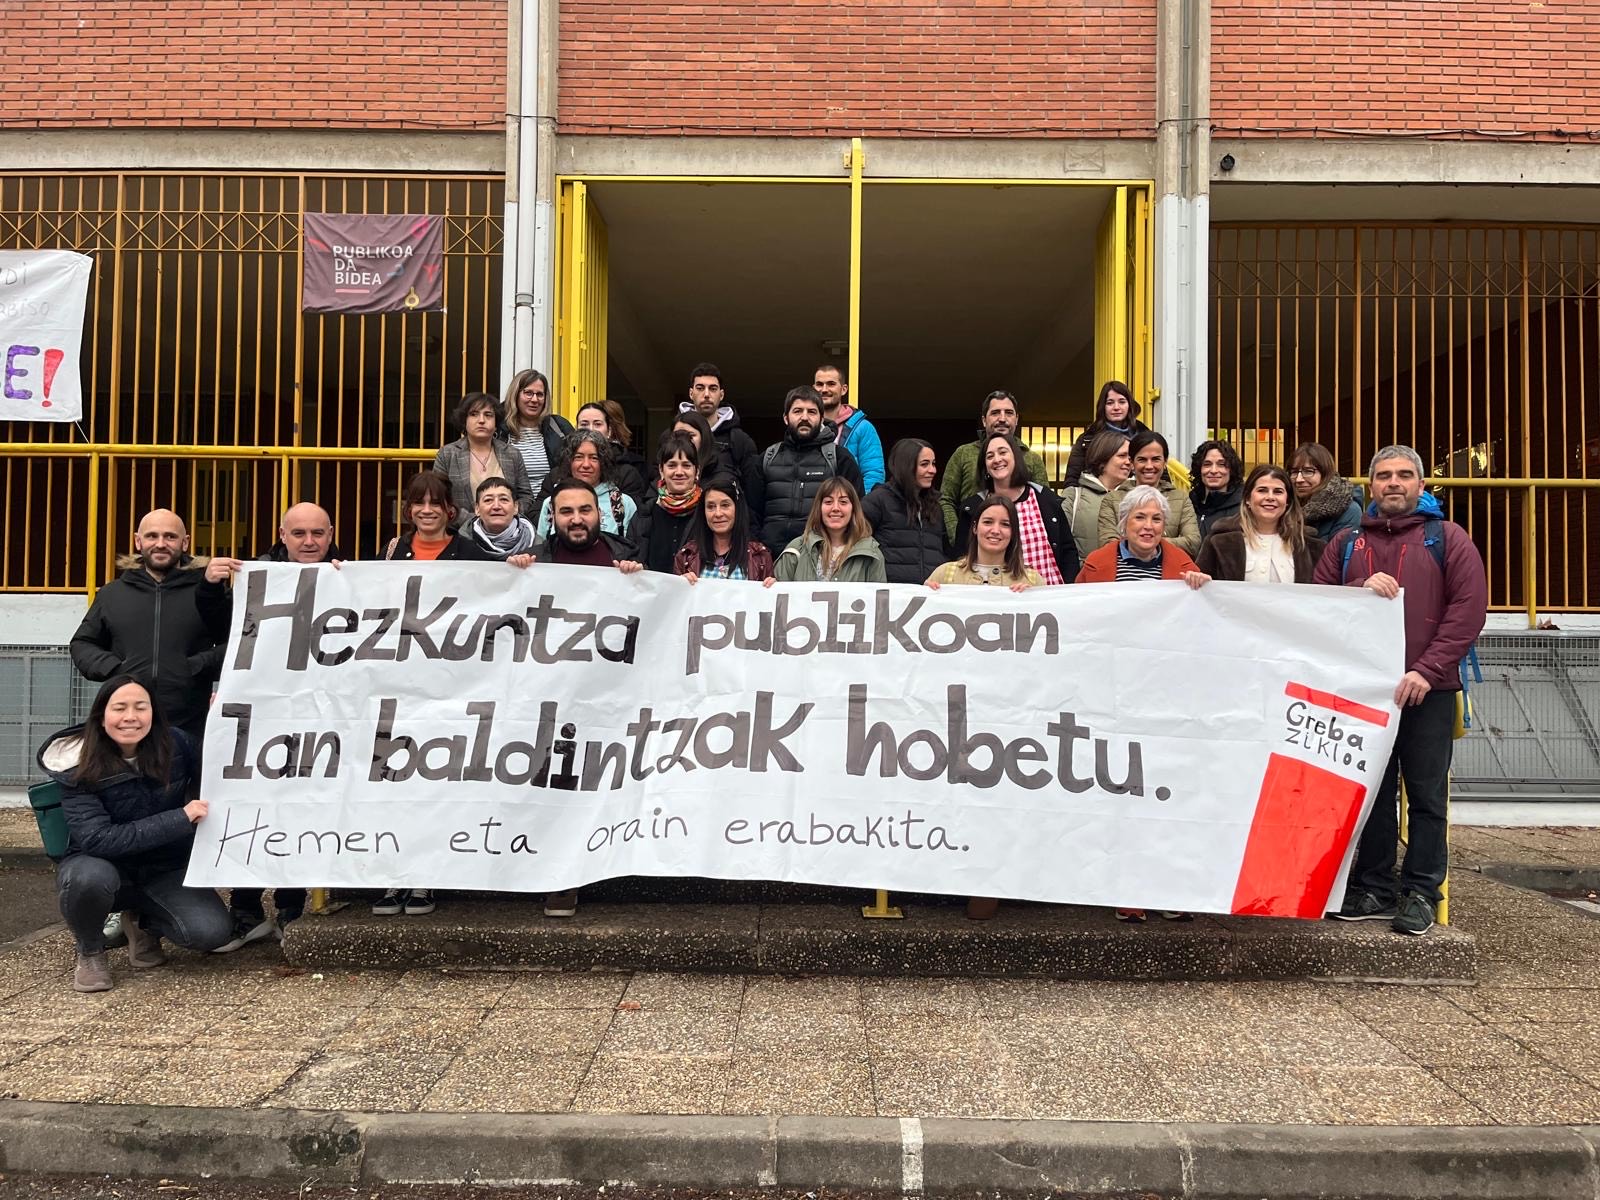 PUBLIKOA
DA
BIDEA
E!
Hezkuntza publikoan
lan baldintzak hobetu.
Hemen eta orain erabakita.
Greba
zikloa